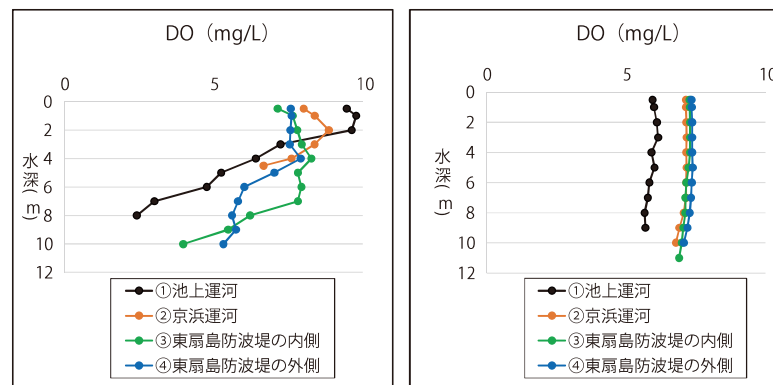 DO（mg/L）
0 5 10
0
2
4
6
8
10
12
水深(m)
①池上運河
②京浜運河
③東扇島防波堤の内側
④東扇島防波堤の外側
DO（mg/L）
0 5 10
0
2
4
6
8
10
12
水深(m)
①池上運河
②京浜運河
③東扇島防波堤の内側
④東扇島防波堤の外側